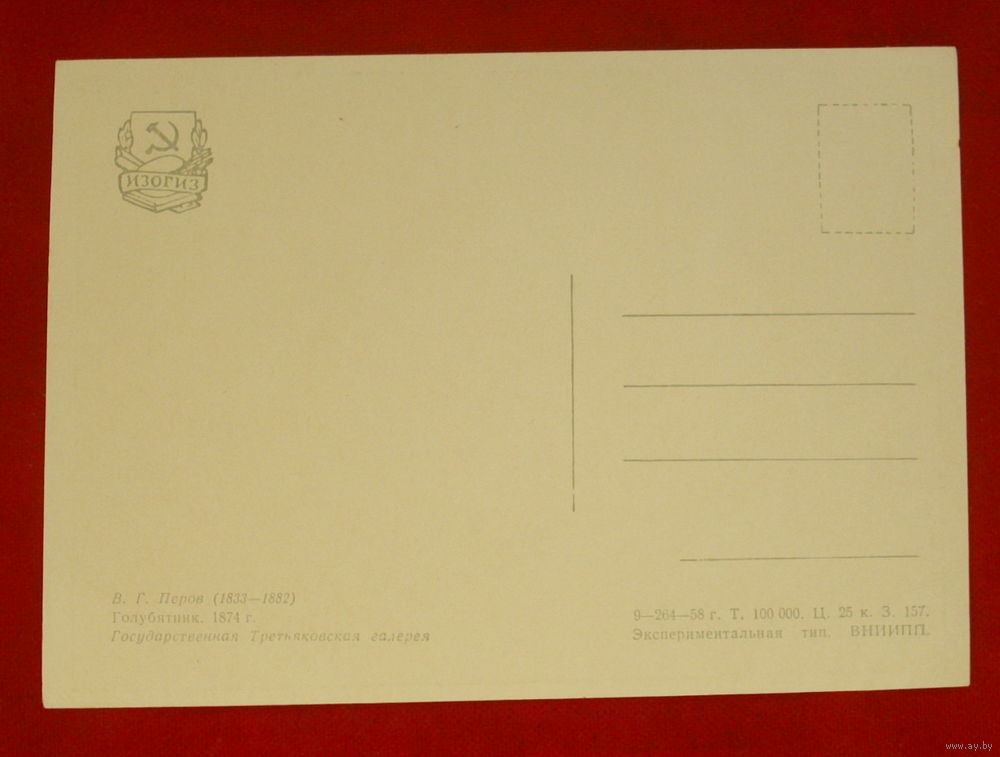 ИЗОГИЗ
В. Г. Перов (1833—1882)
Голубятник. 1874 г.
Государственная Третьяковская галерея
9—264—58 г. Т. 100 000. Ц. 25 к. З. 157.
Экспериментальная тип. ВНИИПП.
www.ay.by